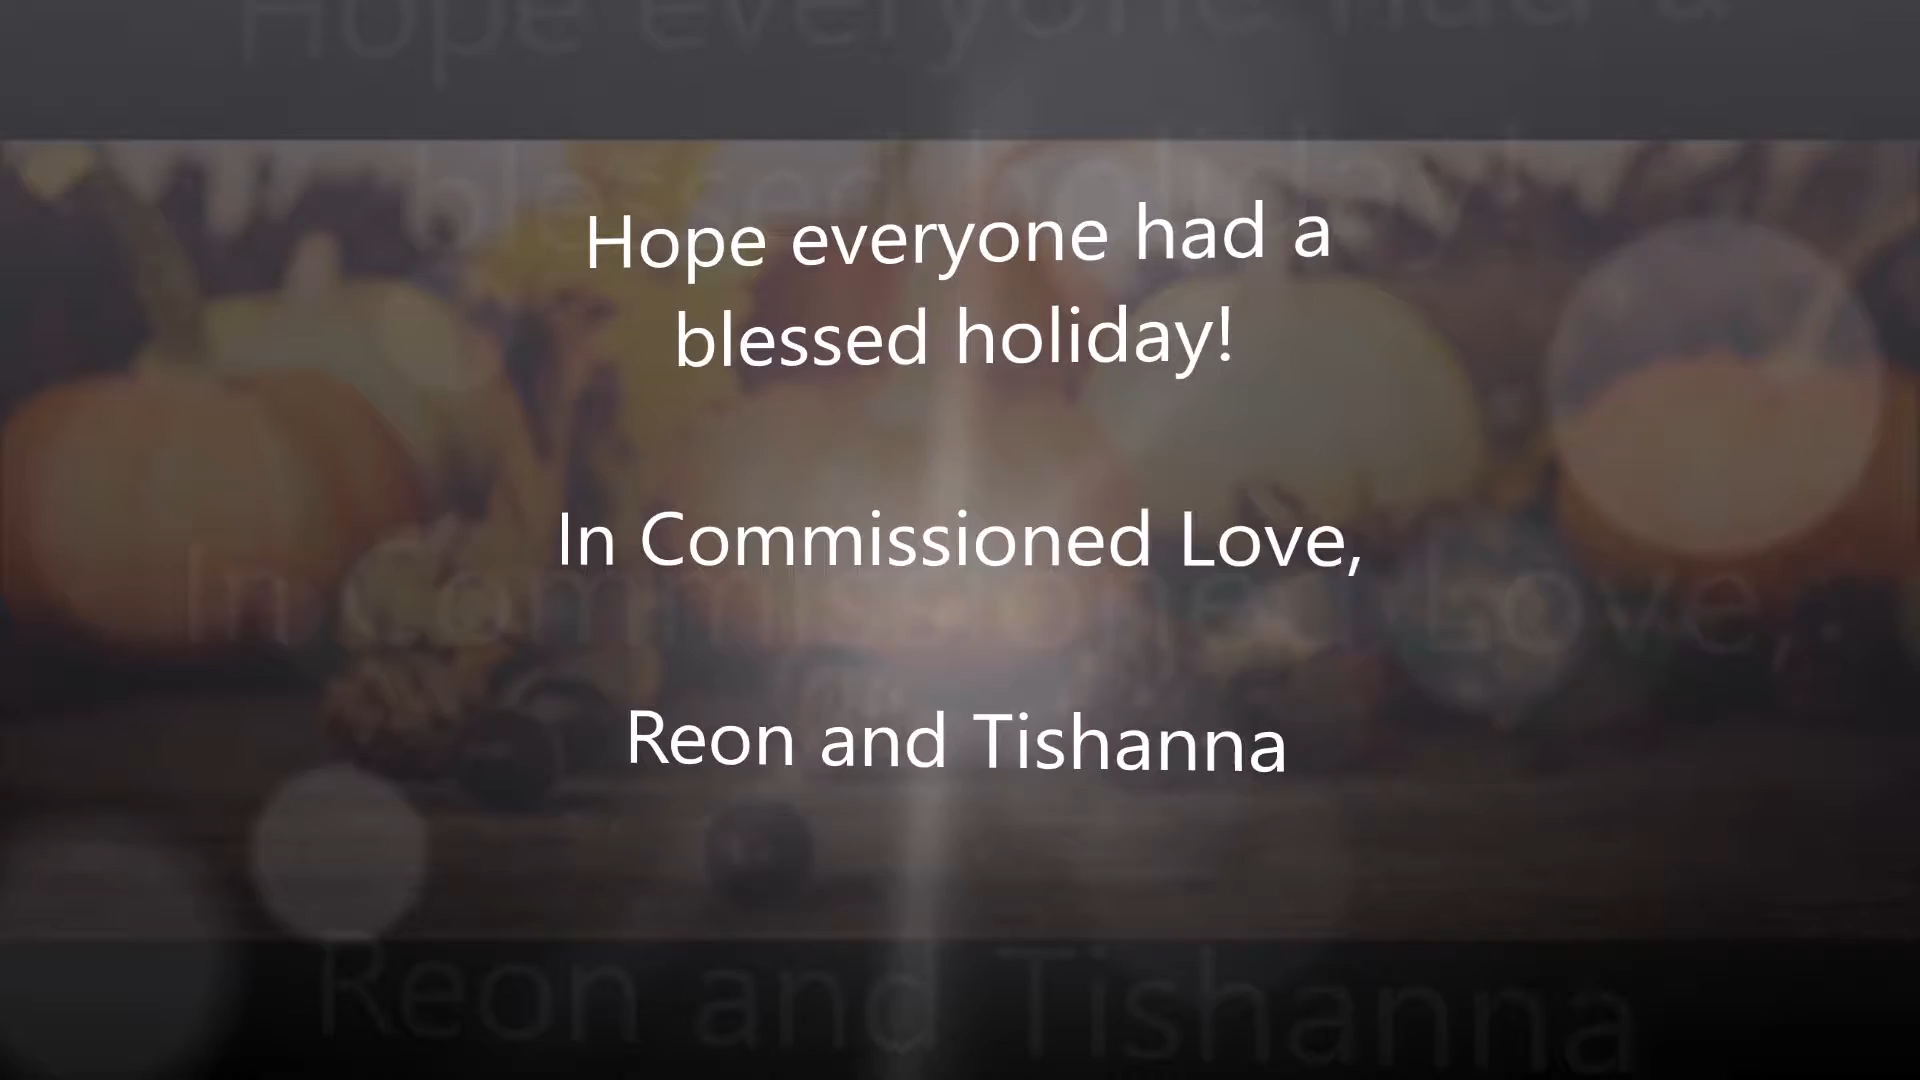 Hope everyone had a
blessed holiday!
In Commissioned Love,
Reon and Tishanna